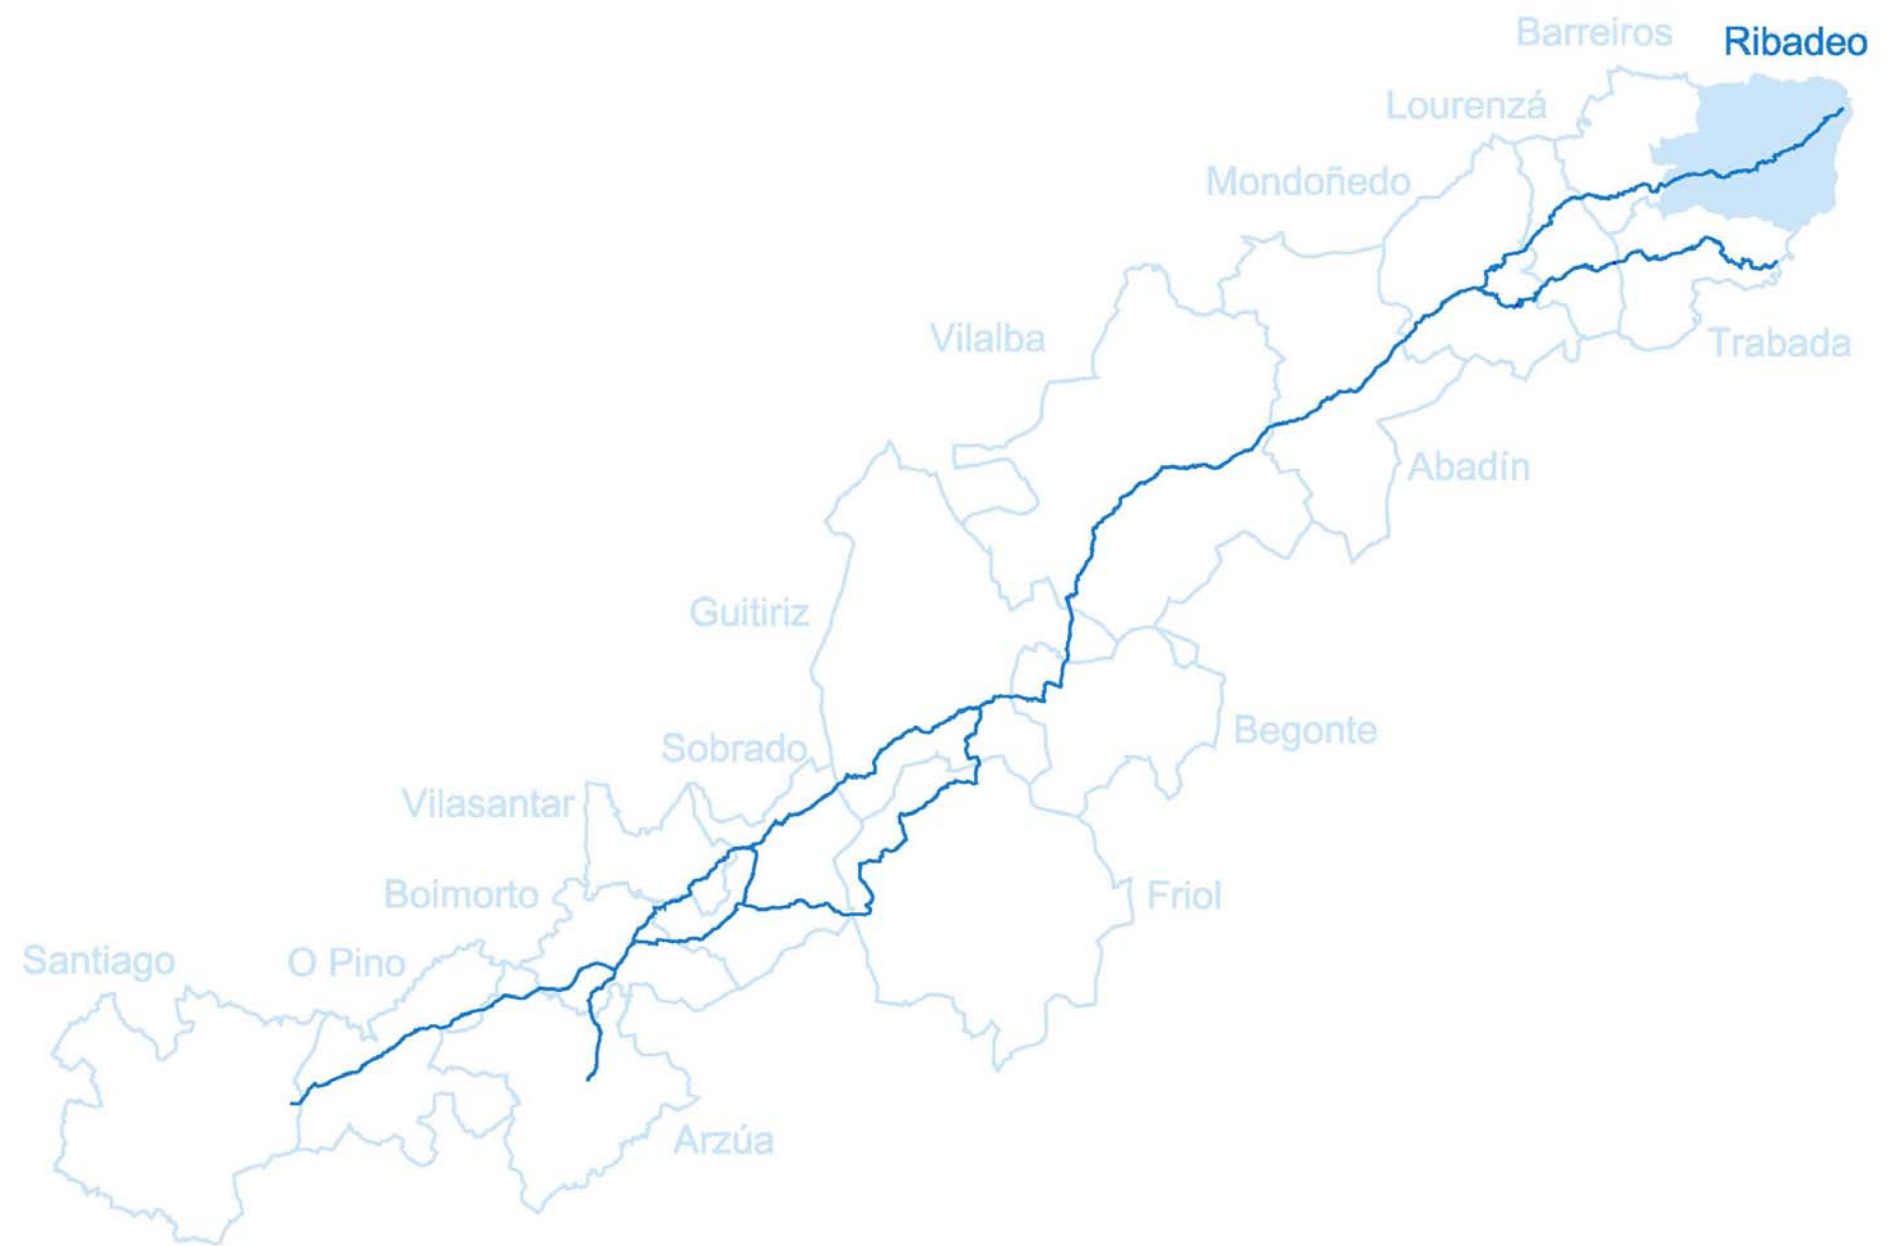 Barreiros
Ribadeo
Lourenzá
Mondoñedo
Vilalba
Trabada
Abadín
Guitiriz
Begonte
Sobrado
Vilasantar
Boimorto
Friol
Santiago
O Pino
Arzúa